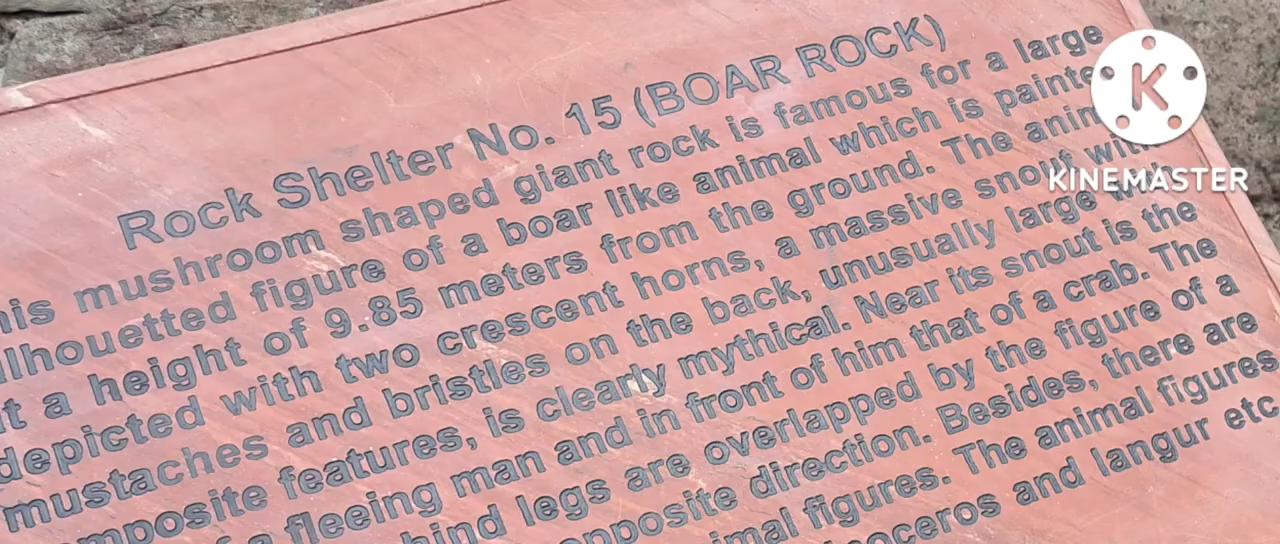 Rock Shelter No. 15 (BOAR ROCK)
his mushroom shaped giant rock is famous for a large
ilhouetted figure of a boar like animal which is painte
t a height of 9.85 meters from the ground. The anim
depicted with two crescent horns, a massive snout with
mustaches and bristles on the back, unusually large
mposite features, is clearly mythical. Near its snout is the
f a fleeing man and in front of him that of a crab. The
hind legs are overlapped by the figure of a
opposite direction. Besides, there are
imal figures. The animal figures
oceros and langur etc
K
KINEMASTER